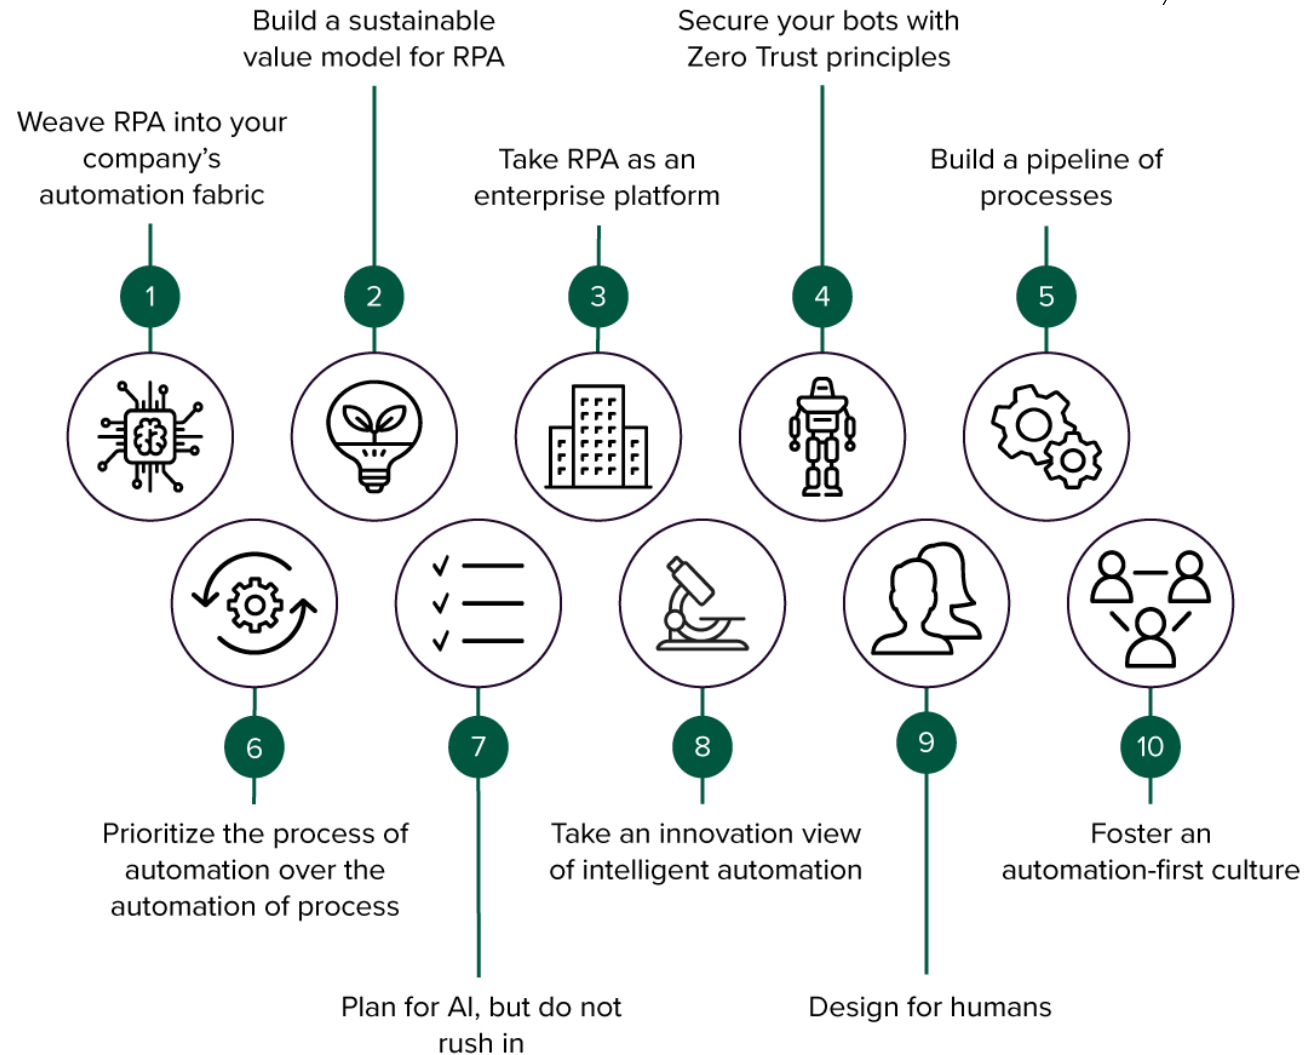 Weave RPA into your
company’s
automation fabric
1
Build a sustainable
value model for RPA
2
Take RPA as an
enterprise platform
3
Secure your bots with
Zero Trust principles
4
Build a pipeline of
processes
5
6
Prioritize the process of
automation over the
automation of process
7
Plan for AI, but do not
rush in
8
Take an innovation view
of intelligent automation
9
Design for humans
10
Foster an
automation-first culture